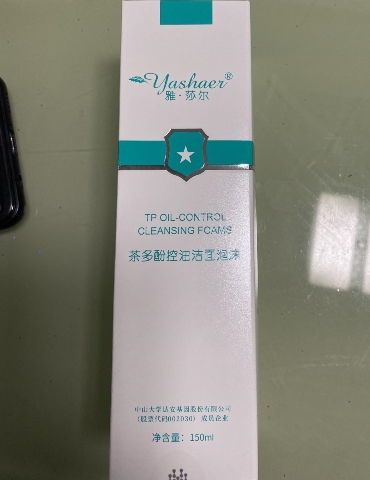 Yashaer®
雅·莎尔
TP OIL-CONTROL
CLEANSING FOAMS
茶多酚控油洁面泡沫
中山大学达安基因股份有限公司
(股票代码002030) 成员企业
净含量: 150ml